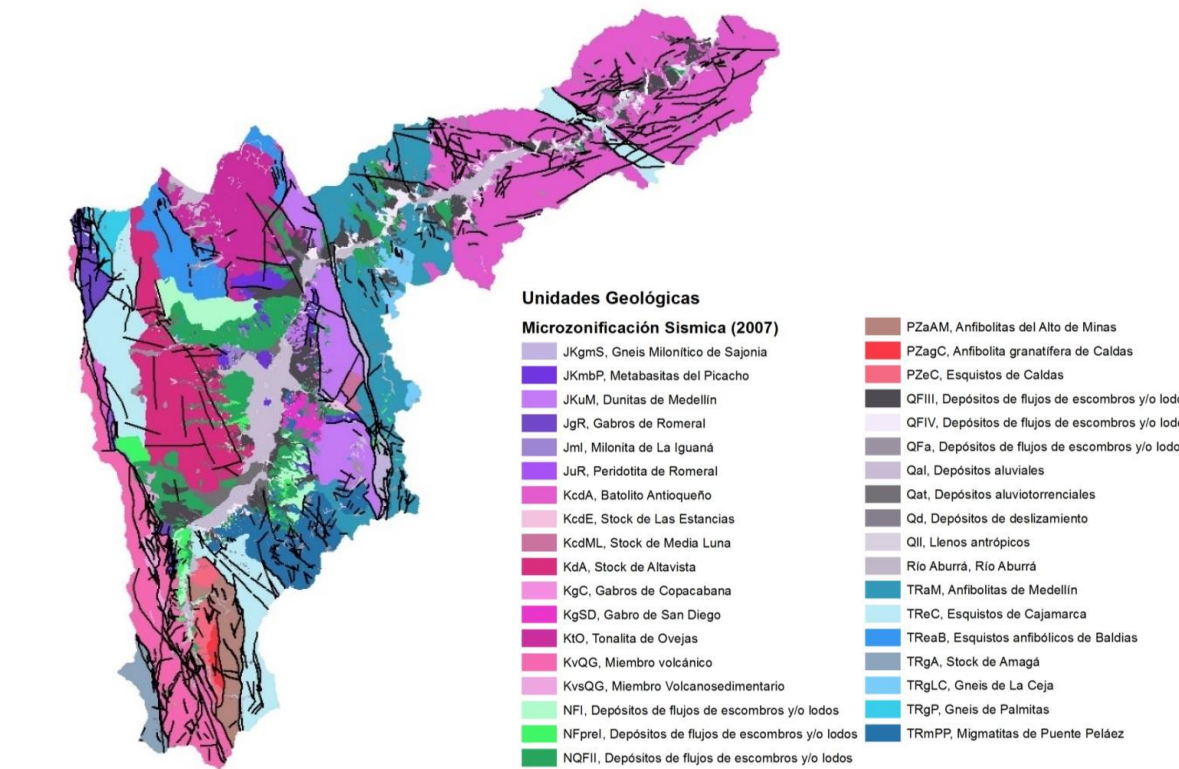 Unidades Geológicas
Microzonificación Sismica (2007)
JKgmS, Gneis Milonítico de Sajonia
JKmbP, Metabasitas del Picacho
JKuM, Dunitas de Medellín
JgR, Gabros de Romeral
JmI, Milonita de La Iguaná
JuR, Peridotita de Romeral
KcdA, Batolito Antioqueño
KcdE, Stock de Las Estancias
KcdML, Stock de Media Luna
KdA, Stock de Altavista
KgC, Gabros de Copacabana
KgSD, Gabro de San Diego
KtO, Tonalita de Ovejas
KvQG, Miembro volcánico
KvsQG, Miembro Volcanosedimentario
NFI, Depósitos de flujos de escombros y/o lodos
NFpreI, Depósitos de flujos de escombros y/o lodos
NQFII, Depósitos de flujos de escombros y/o lodos
PZaAM, Anfibolitas del Alto de Minas
PZagC, Anfibolita granatífera de Caldas
PZeC, Esquistos de Caldas
QFIII, Depósitos de flujos de escombros y/o lodo
QFIV, Depósitos de flujos de escombros y/o lodo
QFa, Depósitos de flujos de escombros y/o lodo
Qal, Depósitos aluviales
Qat, Depósitos aluviotorrenciales
Qd, Depósitos de deslizamiento
Qll, Llenos antrópicos
Río Aburrá, Río Aburrá
TRaM, Anfibolitas de Medellín
TReC, Esquistos de Cajamarca
TReaB, Esquistos anfibólicos de Baldias
TRgA, Stock de Amagá
TRgLC, Gneis de La Ceja
TRgP, Gneis de Palmitas
TRmPP, Migmatitas de Puente Peláez